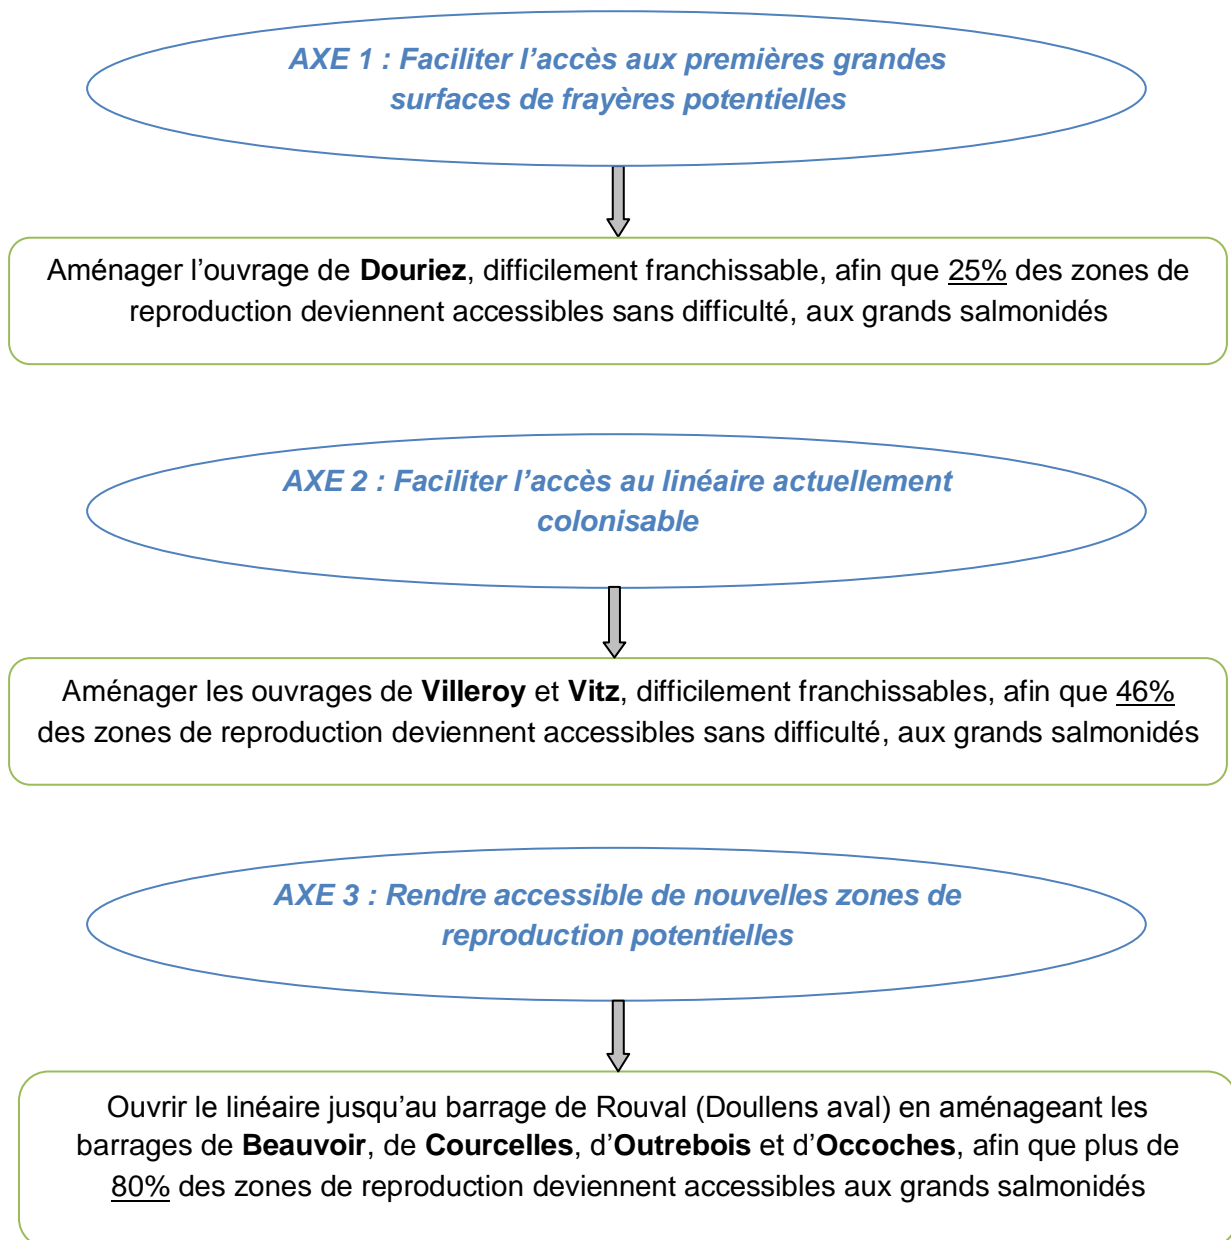 AXE 1 : Faciliter l’accès aux premières grandes
surfaces de frayères potentielles
Aménager l’ouvrage de Douriez, difficilement franchissable, afin que 25% des zones de
reproduction deviennent accessibles sans difficulté, aux grands salmonidés
AXE 2 : Faciliter l’accès au linéaire actuellement
colonisable
Aménager les ouvrages de Villeroy et Vitz, difficilement franchissables, afin que 46%
des zones de reproduction deviennent accessibles sans difficulté, aux grands salmonidés
AXE 3 : Rendre accessible de nouvelles zones de
reproduction potentielles
Ouvrir le linéaire jusqu’au barrage de Rouval (Doullens aval) en aménageant les
barrages de Beauvoir, de Courcelles, d’Outrebois et d’Occoches, afin que plus de
80% des zones de reproduction deviennent accessibles aux grands salmonidés